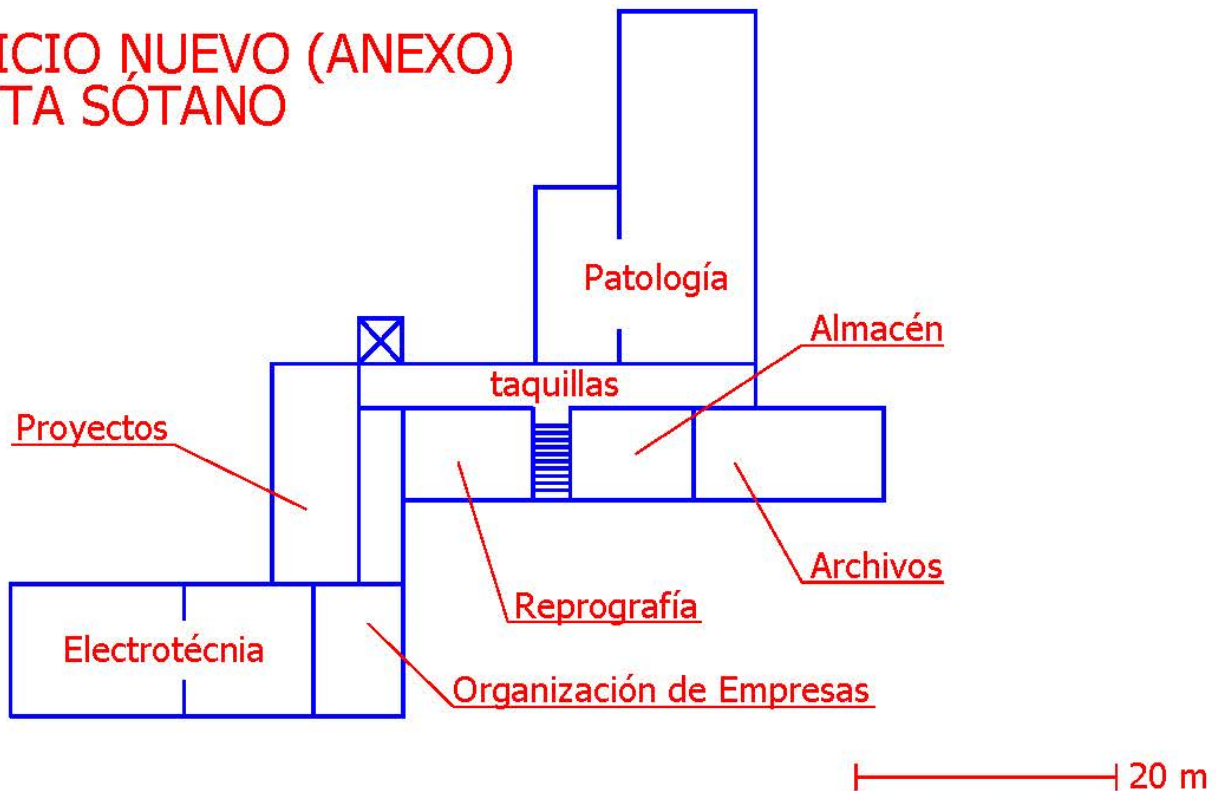 ICIO NUEVO (ANEXO)
TA SÓTANO
Patología
Almacén
taquillas
Proyectos
Archivos
Reprografía
Electrotécnia
Organización de Empresas
20 m